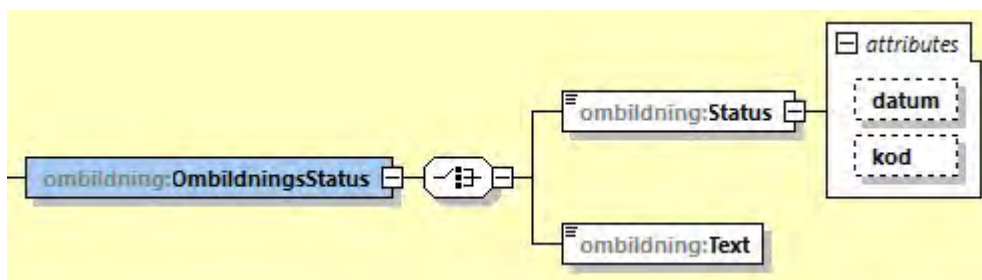 attributes
datum
ombildning:Status
kod
ombildning:OmbildningsStatus
ombildning:Text